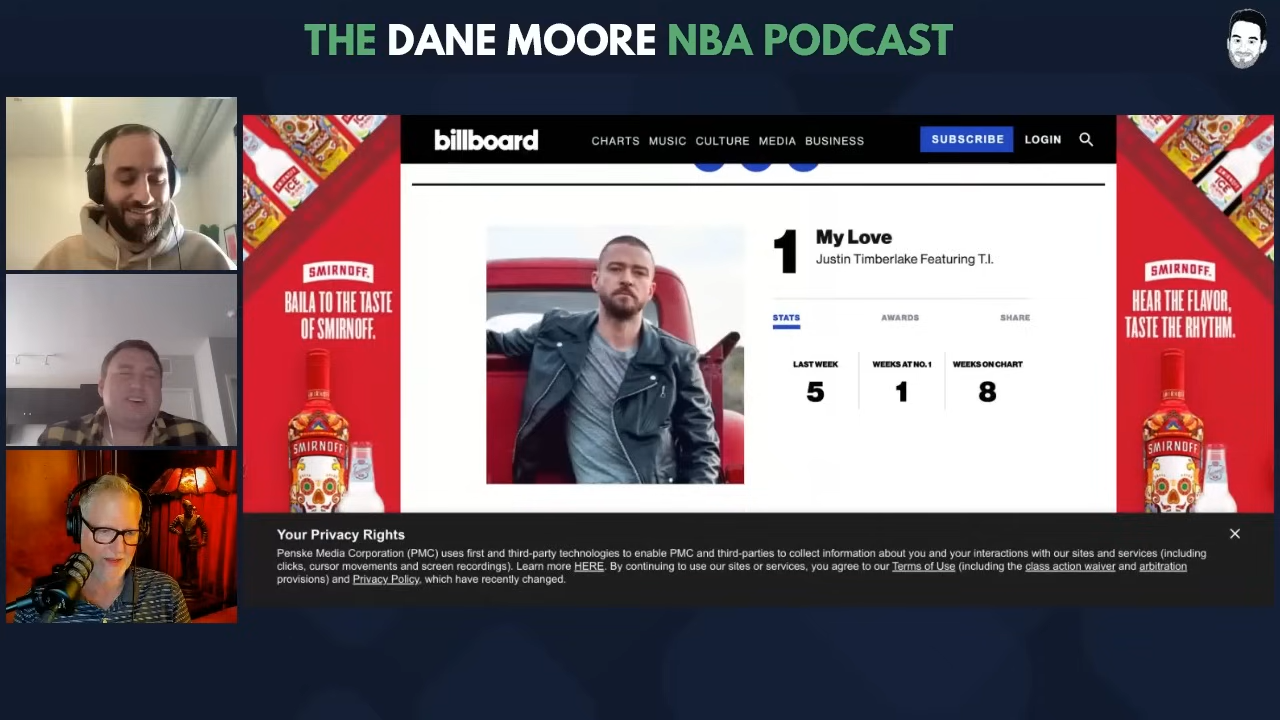 THE DANE MOORE NBA PODCAST
billboard
CHARTS MUSIC CULTURE MEDIA BUSINESS
SUBSCRIBE
LOGIN
ICE
SMIRNOFF.
BAILA TO THE TASTE
OF SMIRNOFF.
SMIRNOFF
1
My Love
Justin Timberlake Featuring T.I.
STATS
AWARDS
SHARE
LAST WEEK
WEEKS AT NO. 1
WEEKS ON CHART
5
1
8
ICE
SMIRNOFF.
HEAR THE FLAVOR,
TASTE THE RHYTHM.
SMIRNOFF
Your Privacy Rights
Penske Media Corporation (PMC) uses first and third-party technologies to enable PMC and third-parties to collect information about you and your interactions with our sites and services (including
clicks, cursor movements and screen recordings). Learn more HERE. By continuing to use our sites or services, you agree to our Terms of Use (including the class action waiver and arbitration
provisions) and Privacy Policy, which have recently changed.